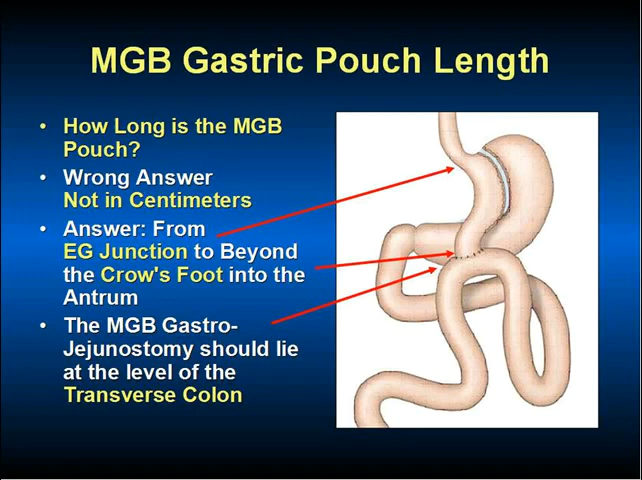 MGB Gastric Pouch Length
• How Long is the MGB
Pouch?
• Wrong Answer
Not in Centimeters
• Answer: From
EG Junction to Beyond
the Crow's Foot into the
Antrum
• The MGB Gastro-
Jejunostomy should lie
at the level of the
Transverse Colon